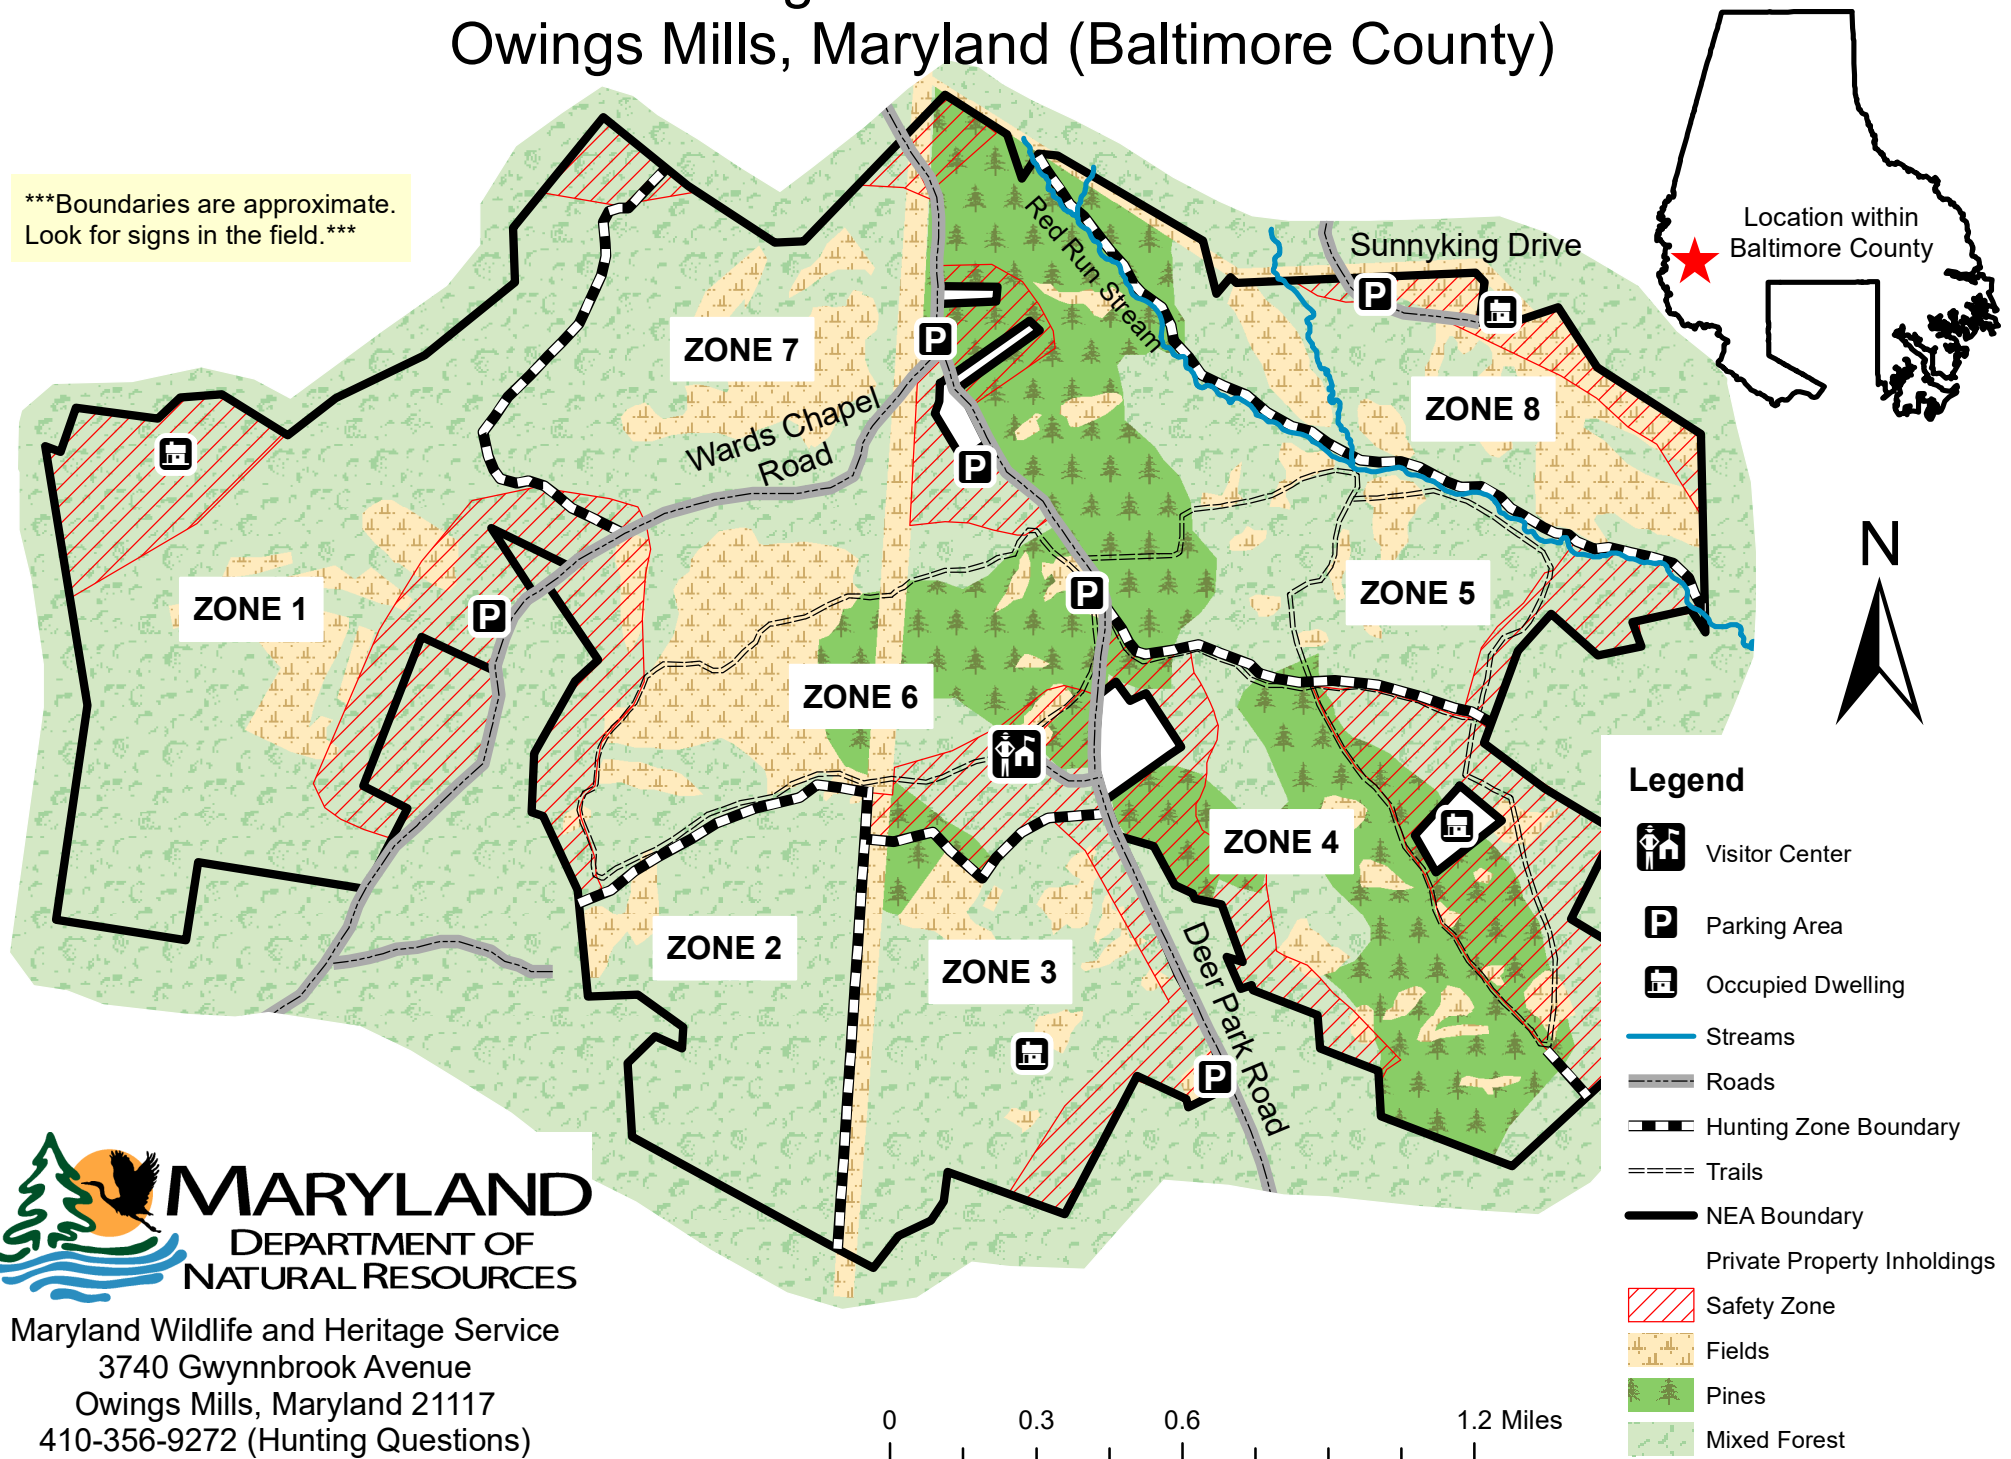 Owings Mills, Maryland (Baltimore County)
***Boundaries are approximate.
Look for signs in the field.***
Location within
Baltimore County
Sunnyking Drive
Red Run Stream
ZONE 7
ZONE 8
Wards Chapel
Road
P
P
P
P
P
P
ZONE 1
ZONE 5
ZONE 6
ZONE 4
ZONE 2
ZONE 3
Deer Park Road
N
Legend
Visitor Center
P
Parking Area
Occupied Dwelling
Streams
Roads
Hunting Zone Boundary
Trails
NEA Boundary
Private Property Inholdings
Safety Zone
Fields
Pines
Mixed Forest
MARYLAND
DEPARTMENT OF
NATURAL RESOURCES
Maryland Wildlife and Heritage Service
3740 Gwynnbrook Avenue
Owings Mills, Maryland 21117
410-356-9272 (Hunting Questions)
0 0.3 0.6 1.2 Miles